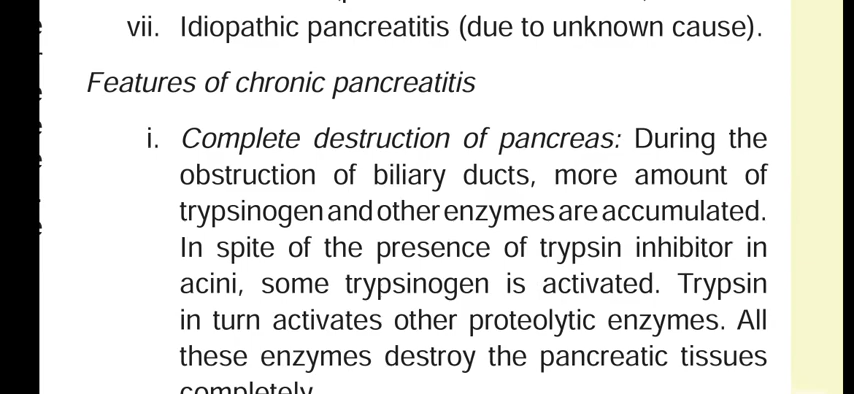 vii. Idiopathic pancreatitis (due to unknown cause).
Features of chronic pancreatitis
i. Complete destruction of pancreas: During the
obstruction of biliary ducts, more amount of
trypsinogen and other enzymes are accumulated.
In spite of the presence of trypsin inhibitor in
acini, some trypsinogen is activated. Trypsin
in turn activates other proteolytic enzymes. All
these enzymes destroy the pancreatic tissues
completely